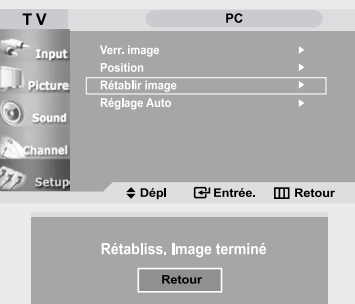 TV PC
Input
Picture
Sound
Channel
Setup
Verr. image
Position
Rétablir image
Réglage Auto
Dépl Entrée. Retour
Rétabliss. Image terminé
Retour